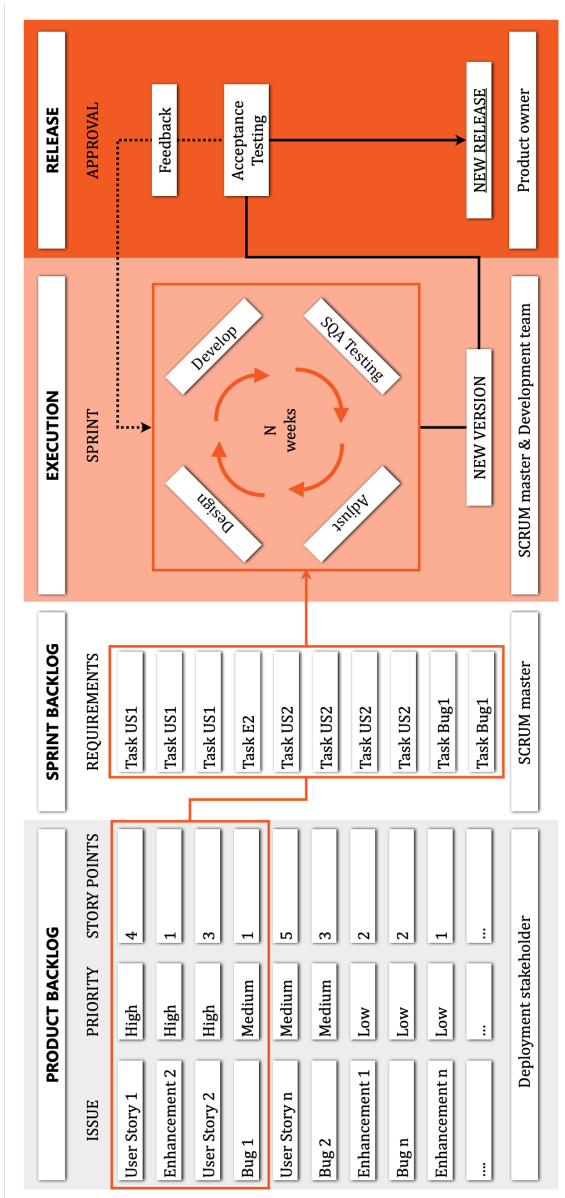 PRODUCT BACKLOG
ISSUE
PRIORITY
STORY POINTS
User Story 1
High
4
Enhancement 2
High
1
User Story 2
High
3
Bug 1
Medium
1
User Story n
Medium
5
Bug 2
Medium
3
Enhancement 1
Low
2
Bug n
Low
2
Enhancement n
Low
1
....
...
...
Deployment stakeholder
SPRINT BACKLOG
REQUIREMENTS
Task US1
Task US1
Task US1
Task E2
Task US2
Task US2
Task US2
Task US2
Task Bug1
Task Bug1
SCRUM master
EXECUTION
SPRINT
Design
Develop
N
weeks
Adjust
SQA Testing
NEW VERSION
SCRUM master & Development team
RELEASE
APPROVAL
Feedback
Acceptance
Testing
NEW RELEASE
Product owner